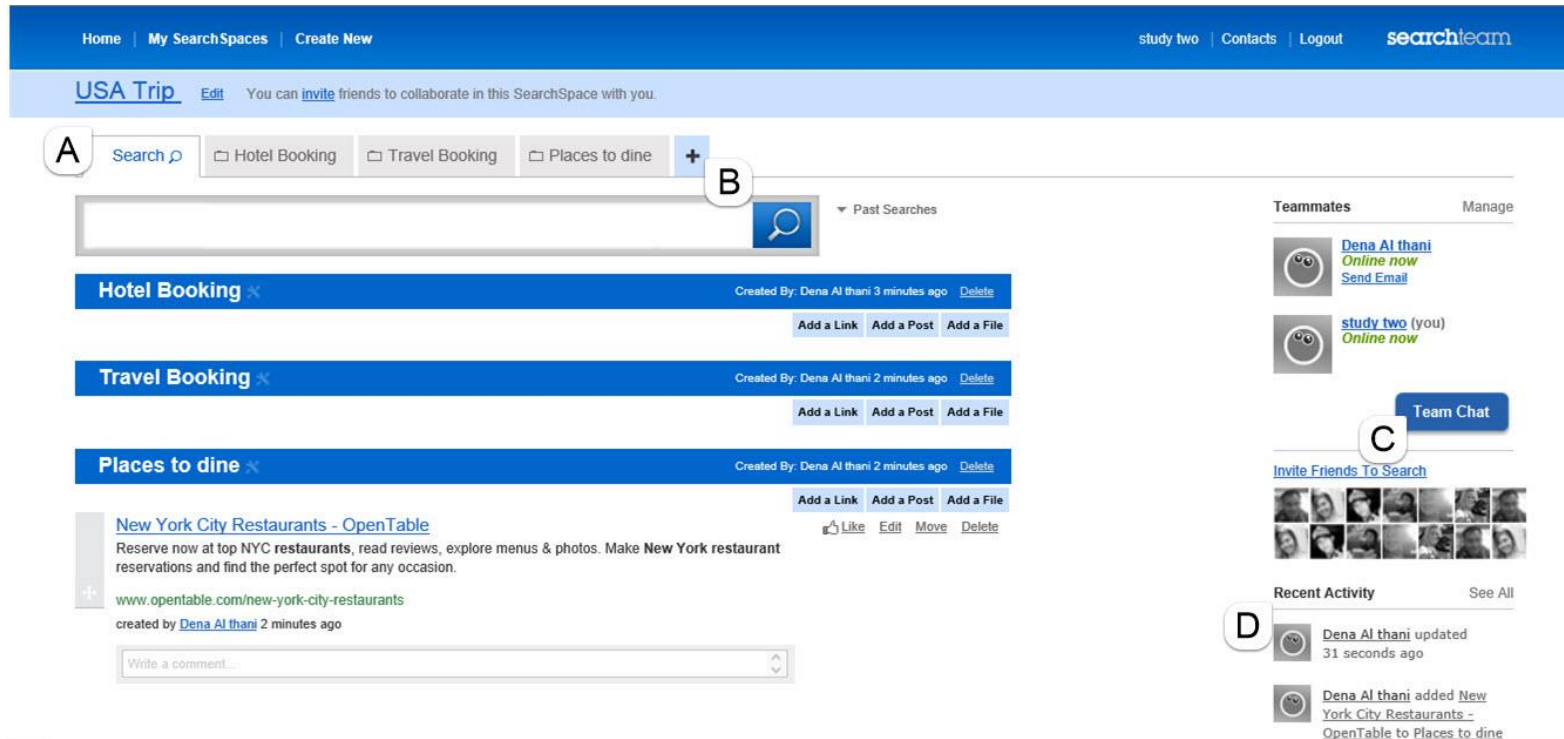 Home | My SearchSpaces | Create New
study two | Contacts | Logout
searchteam
USA Trip Edit You can invite friends to collaborate in this SearchSpace with you.
A
Search
Hotel Booking
Travel Booking
Places to dine
+
B
Past Searches
Hotel Booking
Created By: Dena Al thani 3 minutes ago Delete
Add a Link Add a Post Add a File
Travel Booking
Created By: Dena Al thani 2 minutes ago Delete
Add a Link Add a Post Add a File
Places to dine
Created By: Dena Al thani 2 minutes ago Delete
Add a Link Add a Post Add a File
New York City Restaurants - OpenTable
Like Edit Move Delete
Reserve now at top NYC restaurants, read reviews, explore menus & photos. Make New York restaurant
reservations and find the perfect spot for any occasion.
www.opentable.com/new-york-city-restaurants
created by Dena Al thani 2 minutes ago
Write a comment...
Teammates Manage
Dena Al thani
Online now
Send Email
study two (you)
Online now
Team Chat
C
Invite Friends To Search
Recent Activity See All
D
Dena Al thani updated
31 seconds ago
Dena Al thani added New
York City Restaurants -
OpenTable to Places to dine